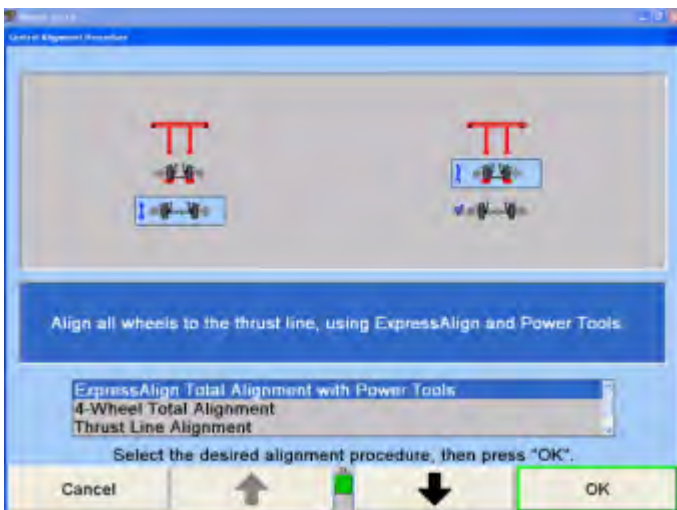 Control Alignment Procedure
Align all wheels to the thrust line, using ExpressAlign and Power Tools
ExpressAlign Total Alignment with Power Tools
4-Wheel Total Alignment
Thrust Line Alignment
Select the desired alignment procedure, then press "OK".
Cancel
OK